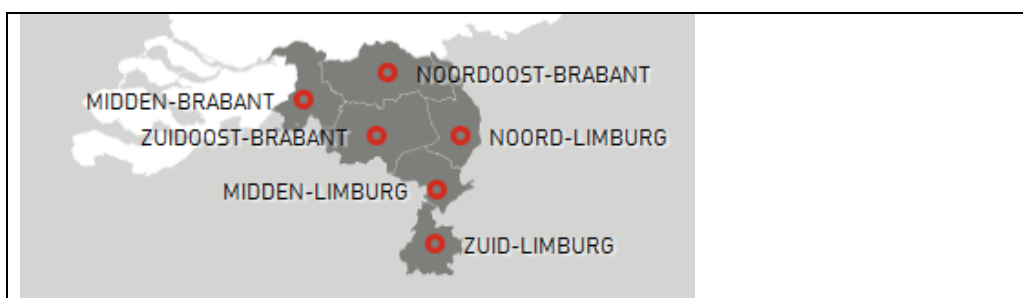 NOORDOOST-BRABANT
MIDDEN-BRABANT
ZUIDOOST-BRABANT
NOORD-LIMBURG
MIDDEN-LIMBURG
ZUID-LIMBURG